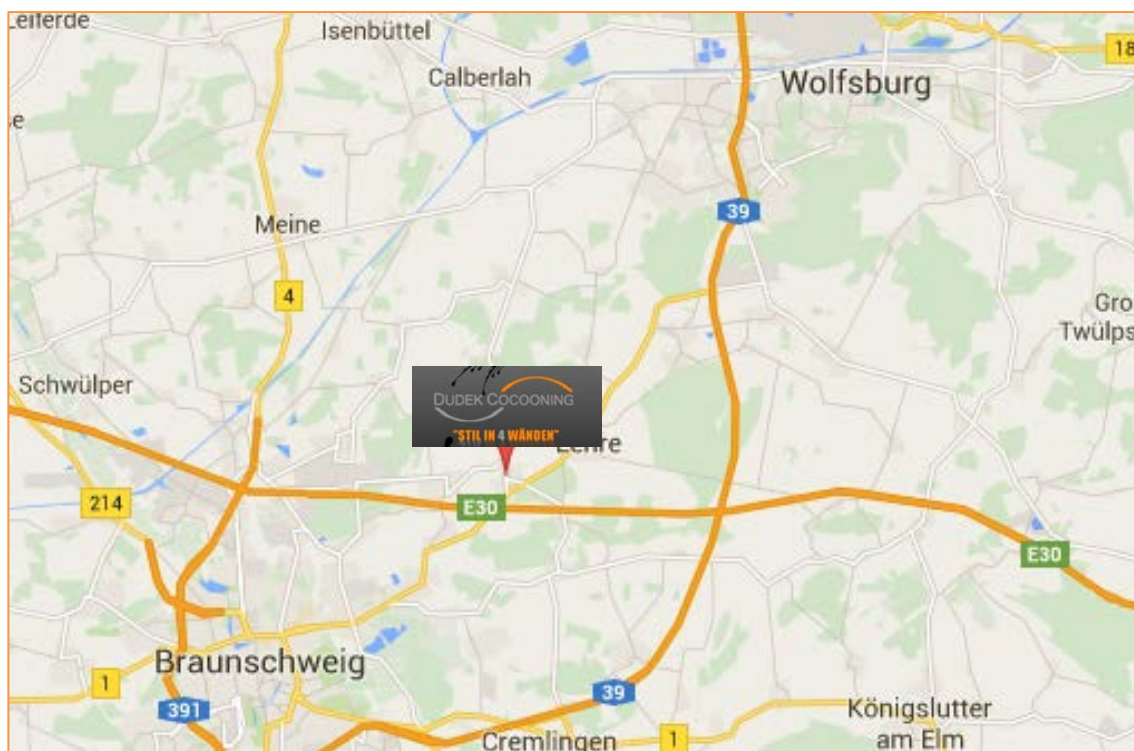 Leiferde
Isenbüttel
18
Calberlah
Wolfsburg
39
Meine
4
Gro
Twülps
Schwülper
DUDEK COCOONING
"STIL IN 4 WÄNDEN"
Lehre
214
E30
E30
Braunschweig
1
39
391
Königslutter
am Elm
Cremlingen
1